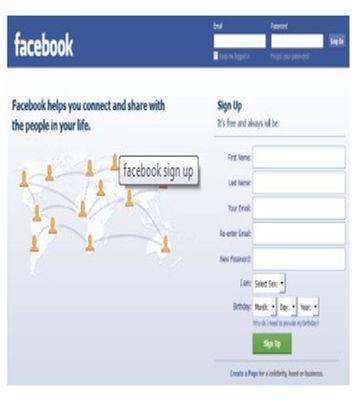 Email Password
facebook Log In
Keep me logged in Forgot your password?
Facebook helps you connect and share with
the people in your life.
Sign Up
It's free and always will be.
First Name:
facebook sign up
Last Name:
Your Email:
Re-enter Email:
New Password:
I am: Select Sex:
Birthday: Month: Day: Year:
Why do I need to provide my birthday?
Sign Up
Create a Page for a celebrity, band or business.